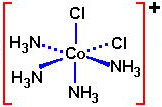 Cl +
H₃N Cl
Co
H₃N NH₃
NH₃